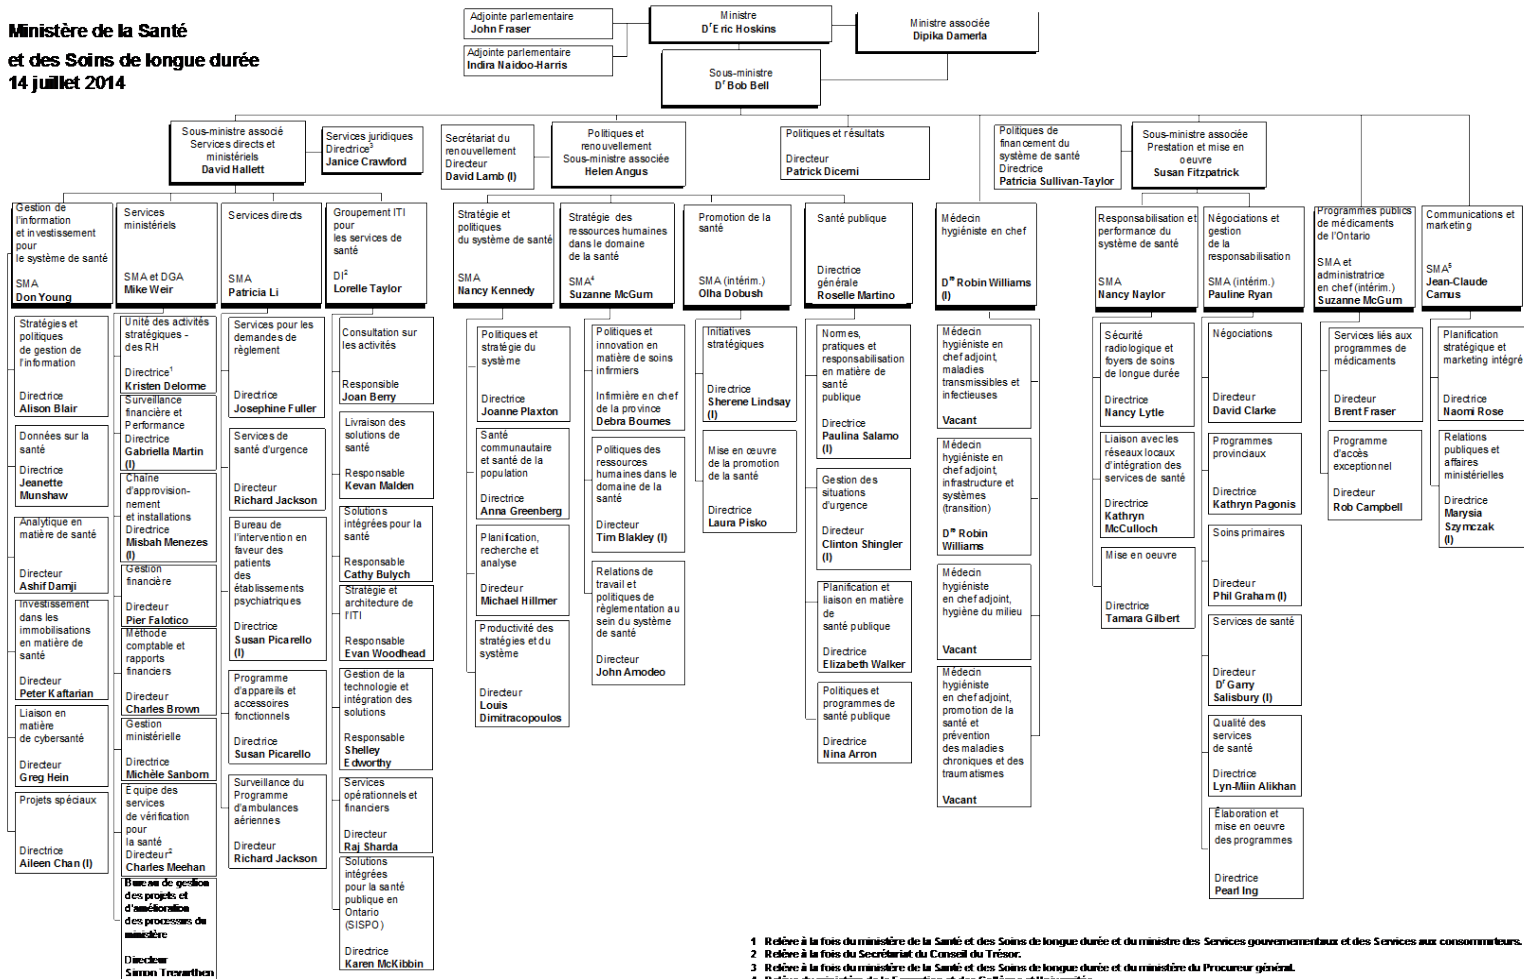 Ministère de la Santé
et des Soins de longue durée
14 juillet 2014
Adjointe parlementaire
John Fraser
Adjointe parlementaire
Indira Naidoo-Harris
Ministre
Dʳ Eric Hoskins
Ministre associée
Dipika Damerla
Sous-ministre
Dʳ Bob Bell
Sous-ministre associé
Services directs et
ministériels
David Hallett
Services juridiques
Directrice³
Janice Crawford
Secrétariat du
renouvellement
Directeur
David Lamb (I)
Politiques et
renouvellement
Sous-ministre associée
Helen Angus
Politiques et résultats
Directeur
Patrick Dicerni
Politiques de
financement du
système de santé
Directrice
Patricia Sullivan-Taylor
Sous-ministre associée
Prestation et mise en
oeuvre
Susan Fitzpatrick
Gestion de
l'information
et investissement
pour
le système de santé
SMA
Don Young
Services
ministériels
SMA et DGA
Mike Weir
Services directs
SMA
Patricia Li
Groupement ITI
pour
les services de
santé
DI²
Lorelle Taylor
Stratégie et
politiques
du système de santé
SMA
Nancy Kennedy
Stratégie des
ressources humaines
dans le domaine
de la santé
SMA⁴
Suzanne McGurn
Promotion de la
santé
SMA (intérim.)
Olha Dobush
Santé publique
Directrice
générale
Roselle Martino
Médecin
hygiéniste en chef
Dʳᵉ Robin Williams
(I)
Responsabilisation et
performance du
système de santé
SMA
Nancy Naylor
Négociations et
gestion
de la
responsabilisation
SMA (intérim.)
Pauline Ryan
Programmes publics
de médicaments
de l'Ontario
SMA et
administratrice
en chef (intérim.)
Suzanne McGurn
Communications et
marketing
SMA⁵
Jean-Claude
Camus
Stratégies et
politiques
de gestion de
l'information
Directrice
Alison Blair
Données sur la
santé
Directrice
Jeanette
Munshaw
Analytique en
matière de santé
Directeur
Ashif Damji
Investissement
dans les
immobilisations
en matière de
santé
Directeur
Peter Kaftarian
Liaison en
matière
de cybersanté
Directeur
Greg Hein
Projets spéciaux
Directrice
Aileen Chan (I)
Unité des activités
stratégiques -
des RH
Directrice¹
Kristen Delorme
Surveillance
financière et
Performance
Directrice
Gabriella Martin
(I)
Chaîne
d'approvision-
nement
et installations
Directrice
Misbah Menezes
(I)
Gestion
financière
Directeur
Pier Falotico
Méthode
comptable et
rapports
financiers
Directeur
Charles Brown
Gestion
ministérielle
Directrice
Michèle Sanborn
Équipe des
services
de vérification
pour
la santé
Directeur²
Charles Meehan
Bureau de gestion
des projets et
d'amélioration
des processus du
ministère
Directeur
Simon Trevarthen
Services pour les
demandes de
règlement
Directrice
Josephine Fuller
Services de
santé d'urgence
Directeur
Richard Jackson
Bureau de
l'intervention en
faveur des
patients
des
établissements
psychiatriques
Directrice
Susan Picarello
(I)
Programme
d'appareils et
accessoires
fonctionnels
Directrice
Susan Picarello
Surveillance du
Programme
d'ambulances
aériennes
Directeur
Richard Jackson
Consultation sur
les activités
Responsible
Joan Berry
Livraison des
solutions de
santé
Responsable
Kevan Malden
Solutions
intégrées pour la
santé
Responsable
Cathy Bulych
Stratégie et
architecture de
l'ITI
Responsable
Evan Woodhead
Gestion de la
technologie et
intégration des
solutions
Responsable
Shelley
Edworthy
Services
opérationnels et
financiers
Directeur
Raj Sharda
Solutions
intégrées
pour la santé
publique en
Ontario
(SISPO)
Directrice
Karen McKibbin
Politiques et
stratégie du
système
Directrice
Joanne Plaxton
Santé
communautaire
et santé de la
population
Directrice
Anna Greenberg
Planification,
recherche et
analyse
Directeur
Michael Hillmer
Productivité des
stratégies et du
système
Directeur
Louis
Dimitracopoulos
Politiques et
innovation en
matière de soins
infirmiers
Infirmière en chef
de la province
Debra Bournes
Politiques des
ressources
humaines dans le
domaine de la
santé
Directeur
Tim Blakley (I)
Relations de
travail et
politiques de
règlementation au
sein du système
de santé
Directeur
John Amodeo
Initiatives
stratégiques
Directrice
Sherene Lindsay
(I)
Mise en œuvre
de la promotion
de la santé
Directrice
Laura Pisko
Normes,
pratiques et
responsabilisation
en matière de
santé
publique
Directrice
Paulina Salamo
(I)
Gestion des
situations
d'urgence
Directeur
Clinton Shingler
(I)
Planification et
liaison en matière
de
santé publique
Directrice
Elizabeth Walker
Politiques et
programmes de
santé publique
Directrice
Nina Arron
Médecin
hygiéniste en
chef adjoint,
maladies
transmissibles et
infectieuses
Vacant
Médecin
hygiéniste en
chef adjoint,
infrastructure et
systèmes
(transition)
Dʳᵉ Robin
Williams
Médecin
hygiéniste
en chef adjoint,
hygiène du milieu
Vacant
Médecin
hygiéniste
en chef adjoint,
promotion de la
santé et
prévention
des maladies
chroniques et des
traumatismes
Vacant
Sécurité
radiologique et
foyers de soins
de longue durée
Directrice
Nancy Lytle
Liaison avec les
réseaux locaux
d'intégration des
services de santé
Directrice
Kathryn
McCulloch
Mise en oeuvre
Directrice
Tamara Gilbert
Négociations
Directeur
David Clarke
Programmes
provinciaux
Directrice
Kathryn Pagonis
Soins primaires
Directeur
Phil Graham (I)
Services de santé
Directeur
Dʳ Garry
Salisbury (I)
Qualité des
services
de santé
Directrice
Lyn-Miin Alikhan
Élaboration et
mise en oeuvre
des programmes
Directrice
Pearl Ing
Services liés aux
programmes de
médicaments
Directeur
Brent Fraser
Programme
d'accès
exceptionnel
Directeur
Rob Campbell
Planification
stratégique et
marketing intégré
Directrice
Naomi Rose
Relations
publiques et
affaires
ministérielles
Directrice
Marysia
Szymczak
(I)
1 Relève à la fois du ministère de la Santé et des Soins de longue durée et du ministre des Services gouvernementaux et des Services aux consommateurs.
2 Relève à la fois du Secrétariat du Conseil du Trésor.
3 Relève à la fois du ministère de la Santé et des Soins de longue durée et du ministère du Procureur général.